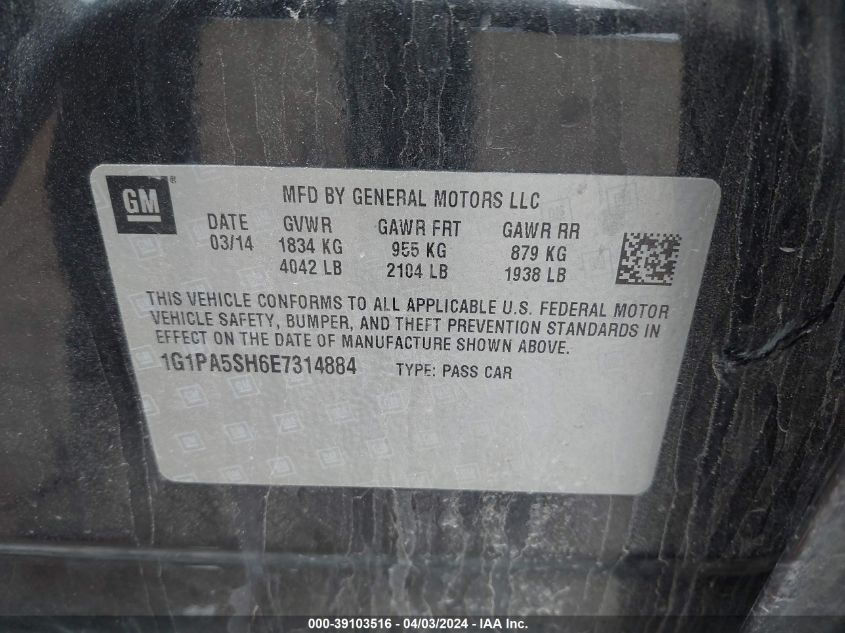 GM ®
MFD BY GENERAL MOTORS LLC
DATE GVWR GAWR FRT GAWR RR
03/14 1834 KG 955 KG 879 KG
4042 LB 2104 LB 1938 LB
THIS VEHICLE CONFORMS TO ALL APPLICABLE U.S. FEDERAL MOTOR
VEHICLE SAFETY, BUMPER, AND THEFT PREVENTION STANDARDS IN
EFFECT ON THE DATE OF MANUFACTURE SHOWN ABOVE.
1G1PA5SH6E7314884 TYPE: PASS CAR
000-39103516 - 04/03/2024 - IAA Inc.